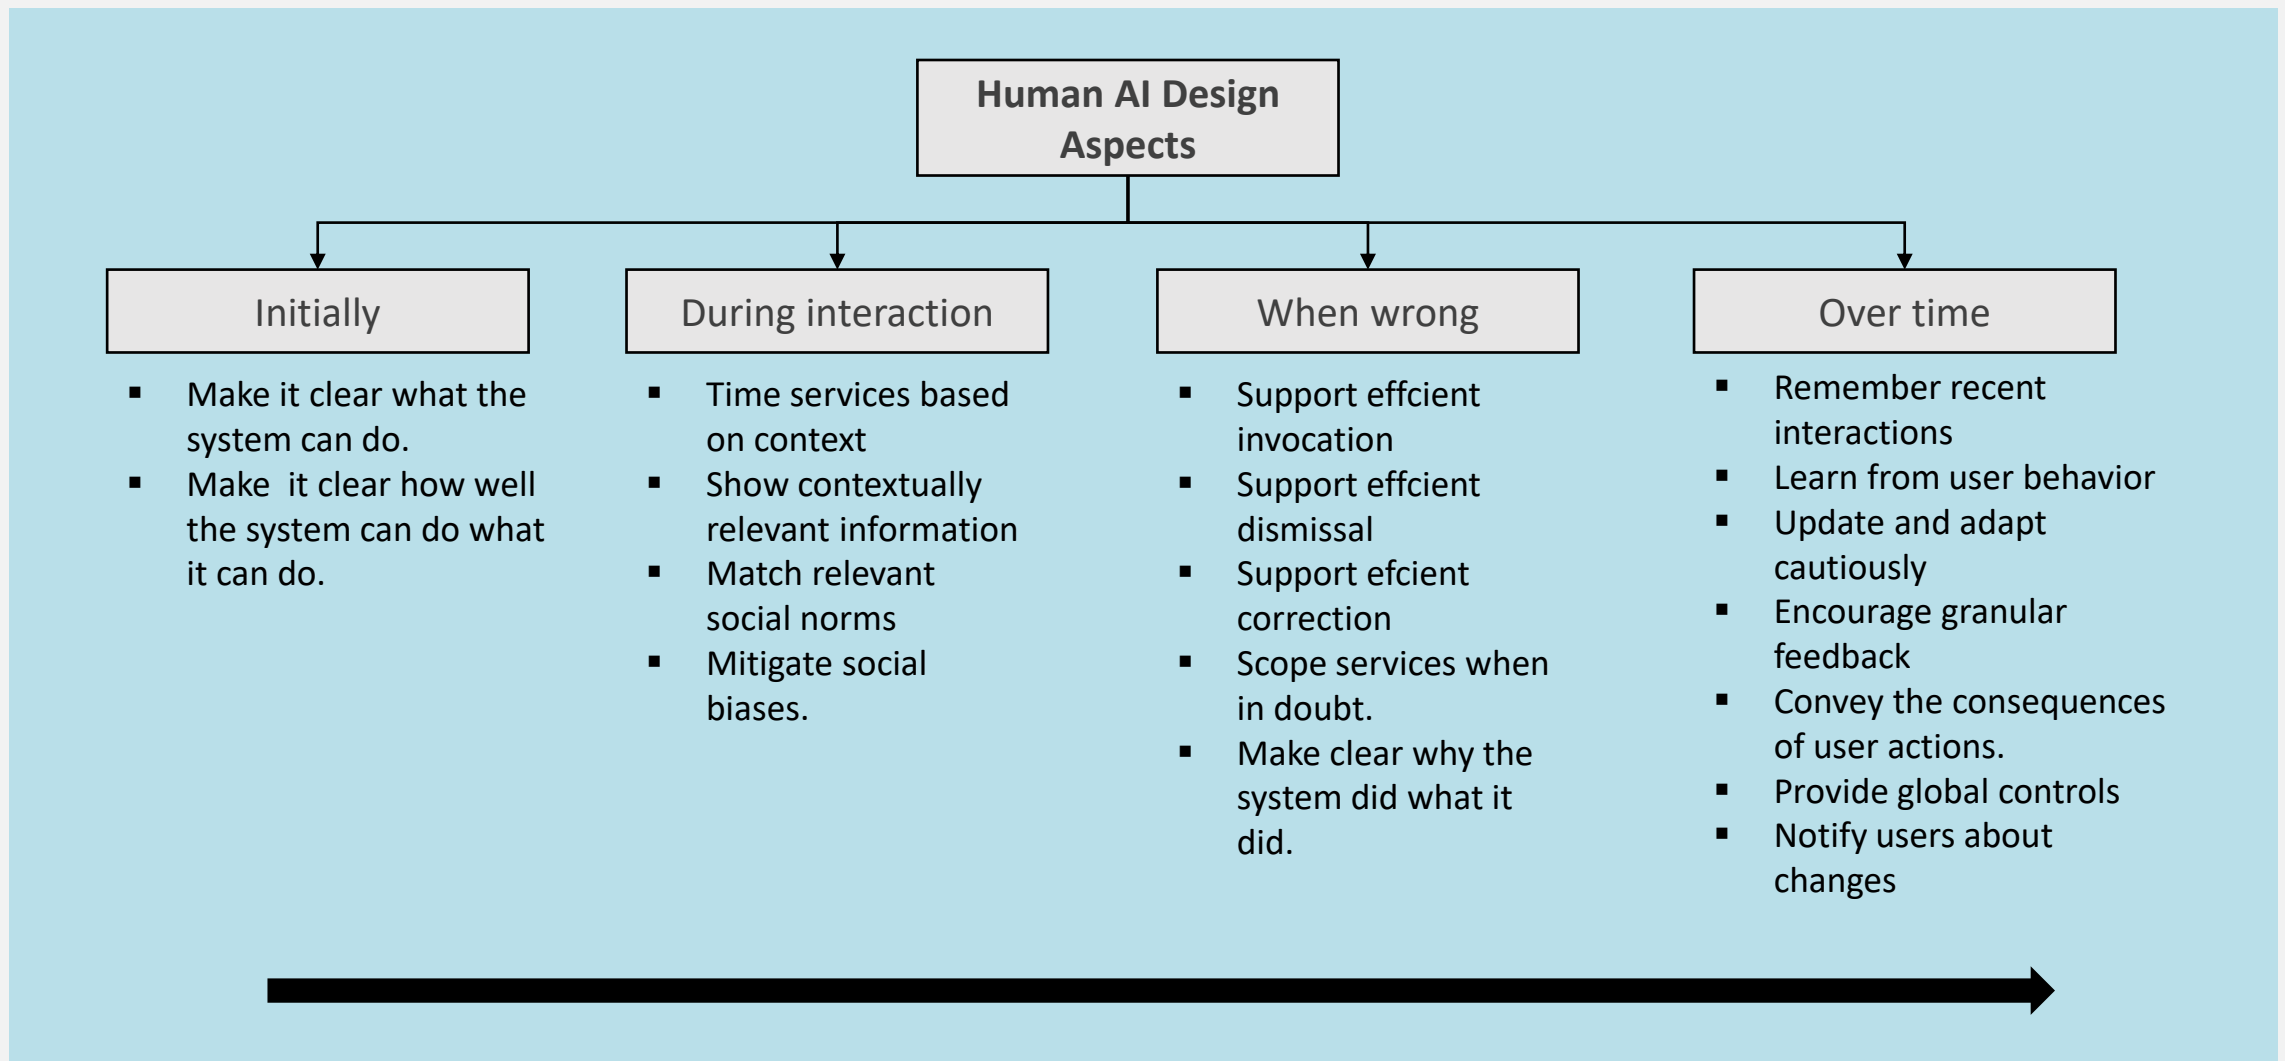 Human AI Design
Aspects
Initially
▪ Make it clear what the
system can do.
▪ Make  it clear how well
the system can do what
it can do.
During interaction
▪ Time services based
on context
▪ Show contextually
relevant information
▪ Match relevant
social norms
▪ Mitigate social
biases.
When wrong
▪ Support effcient
invocation
▪ Support effcient
dismissal
▪ Support efcient
correction
▪ Scope services when
in doubt.
▪ Make clear why the
system did what it
did.
Over time
▪ Remember recent
interactions
▪ Learn from user behavior
▪ Update and adapt
cautiously
▪ Encourage granular
feedback
▪ Convey the consequences
of user actions.
▪ Provide global controls
▪ Notify users about
changes